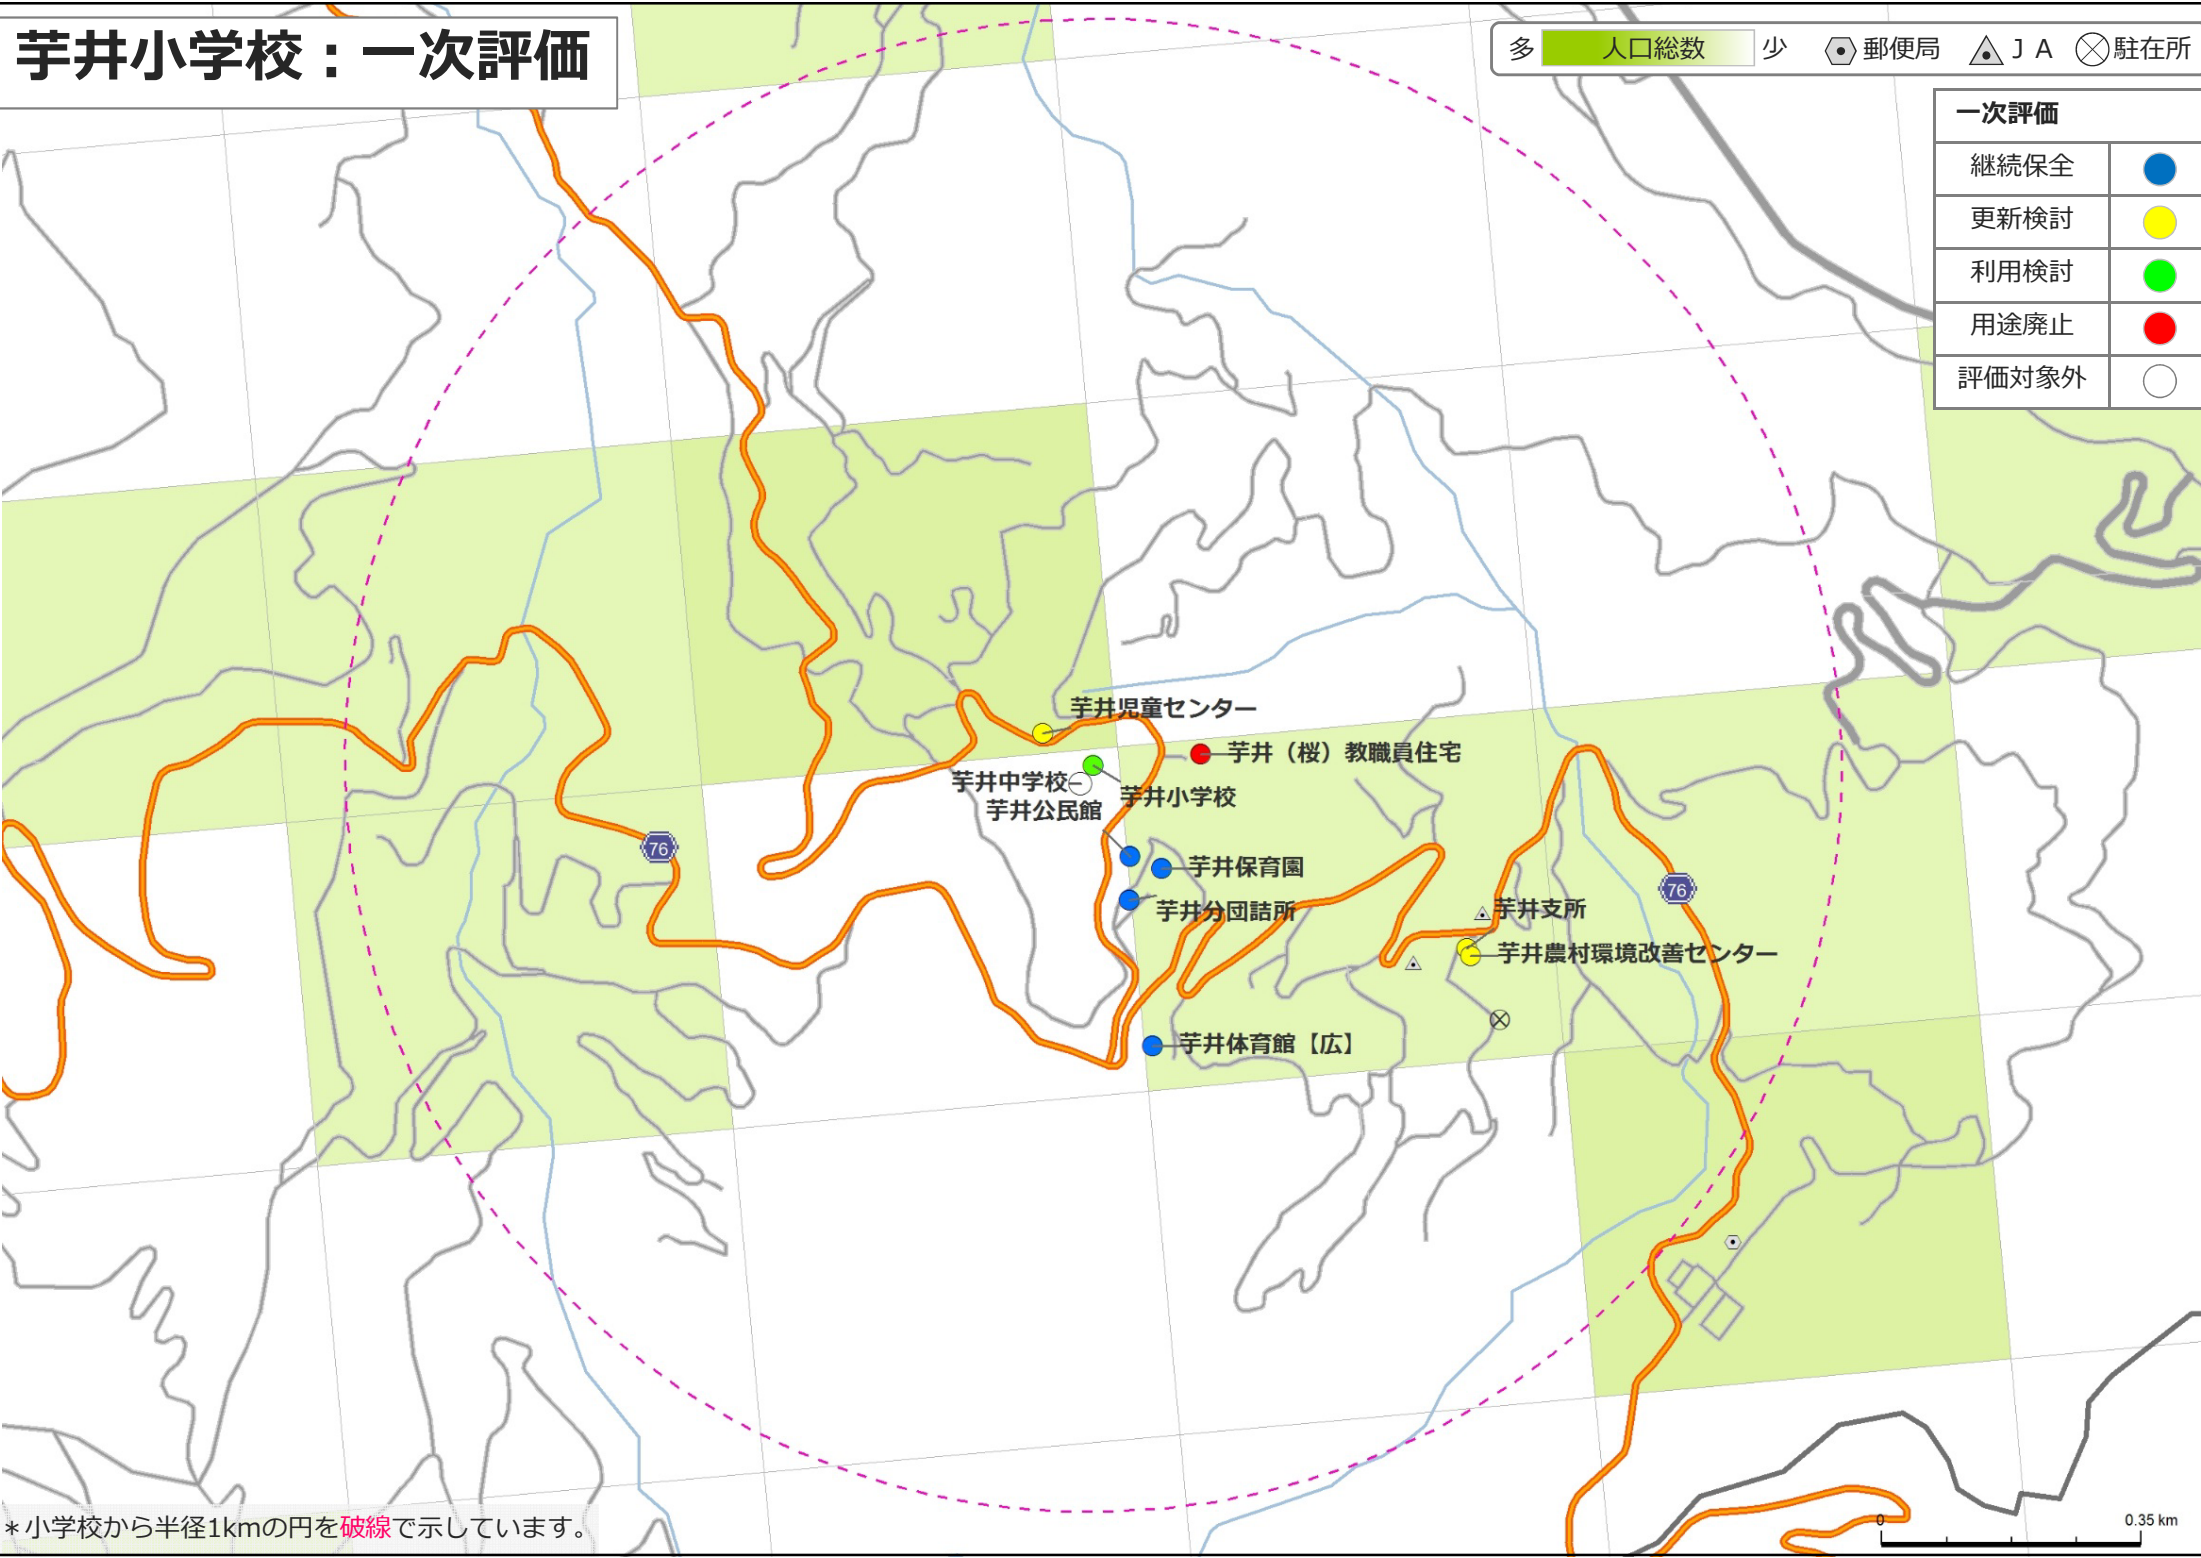 芋井小学校：一次評価
多 人口総数 少 郵便局 ＪＡ 駐在所
一次評価
継続保全
更新検討
利用検討
用途廃止
評価対象外
芋井児童センター
芋井（桜）教職員住宅
芋井中学校
芋井小学校
芋井公民館
76
芋井保育園
76
芋井分団詰所
芋井支所
芋井農村環境改善センター
芋井体育館【広】
＊小学校から半径1kmの円を破線で示しています。
0 0.35 km